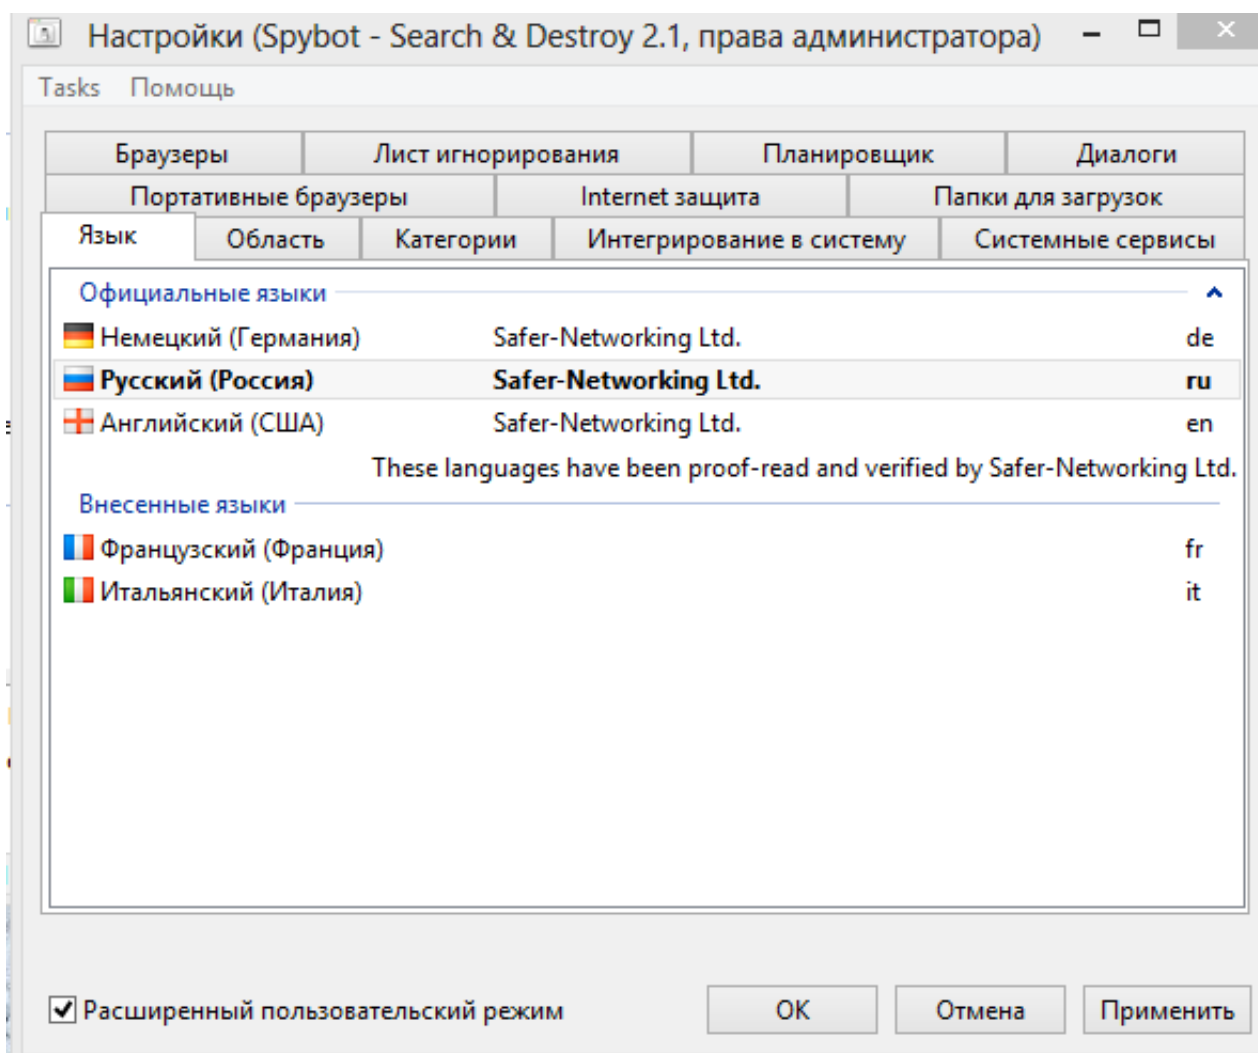 Настройки (Spybot - Search & Destroy 2.1, права администратора)
Tasks Помощь
Браузеры Лист игнорирования Планировщик Диалоги
Портативные браузеры Internet защита Папки для загрузок
Язык Область Категории Интегрирование в систему Системные сервисы
Официальные языки
Немецкий (Германия) Safer-Networking Ltd. de
Русский (Россия) Safer-Networking Ltd. ru
Английский (США) Safer-Networking Ltd. en
These languages have been proof-read and verified by Safer-Networking Ltd.
Внесенные языки
Французский (Франция) fr
Итальянский (Италия) it
Расширенный пользовательский режим OK Отмена Применить